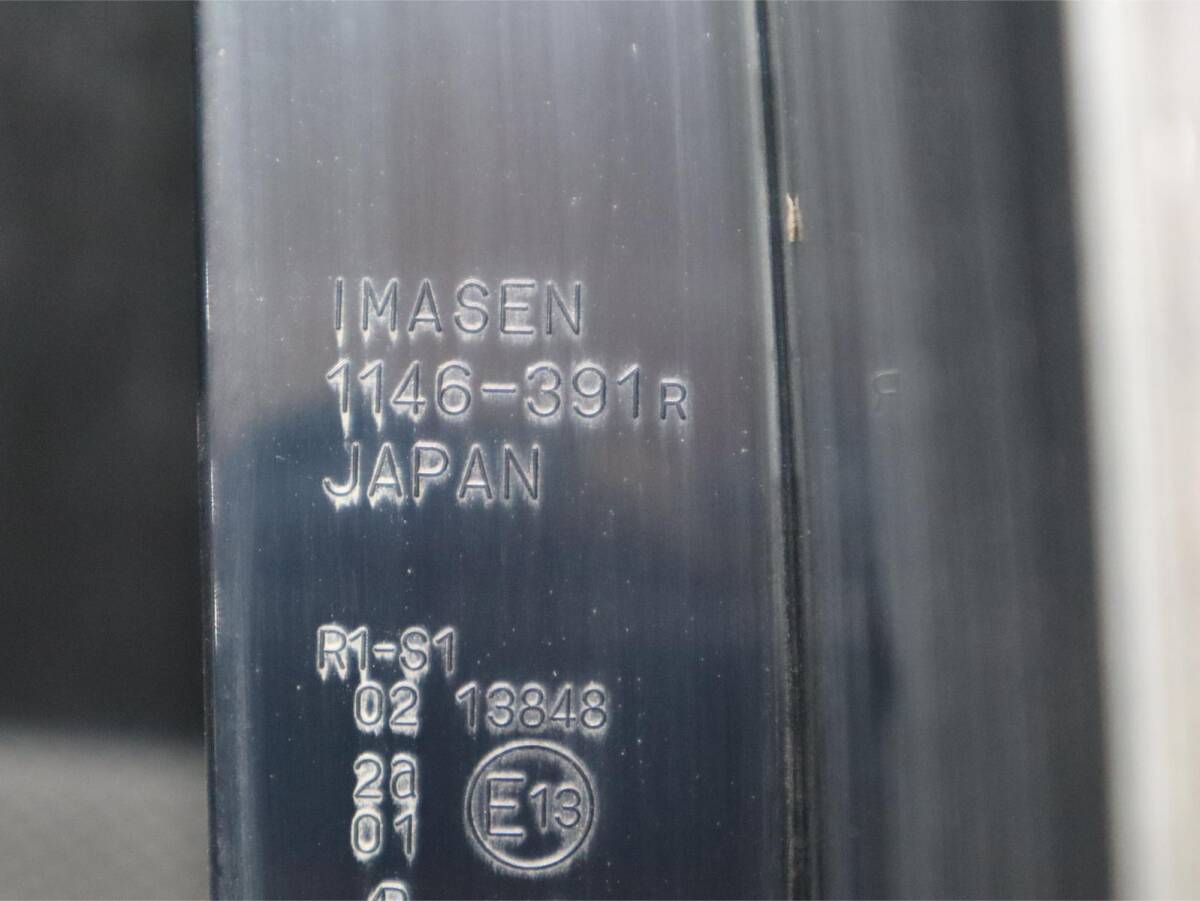 IMASEN
1146-391R
JAPAN
R1-S1
02 13848
2a
01
E13